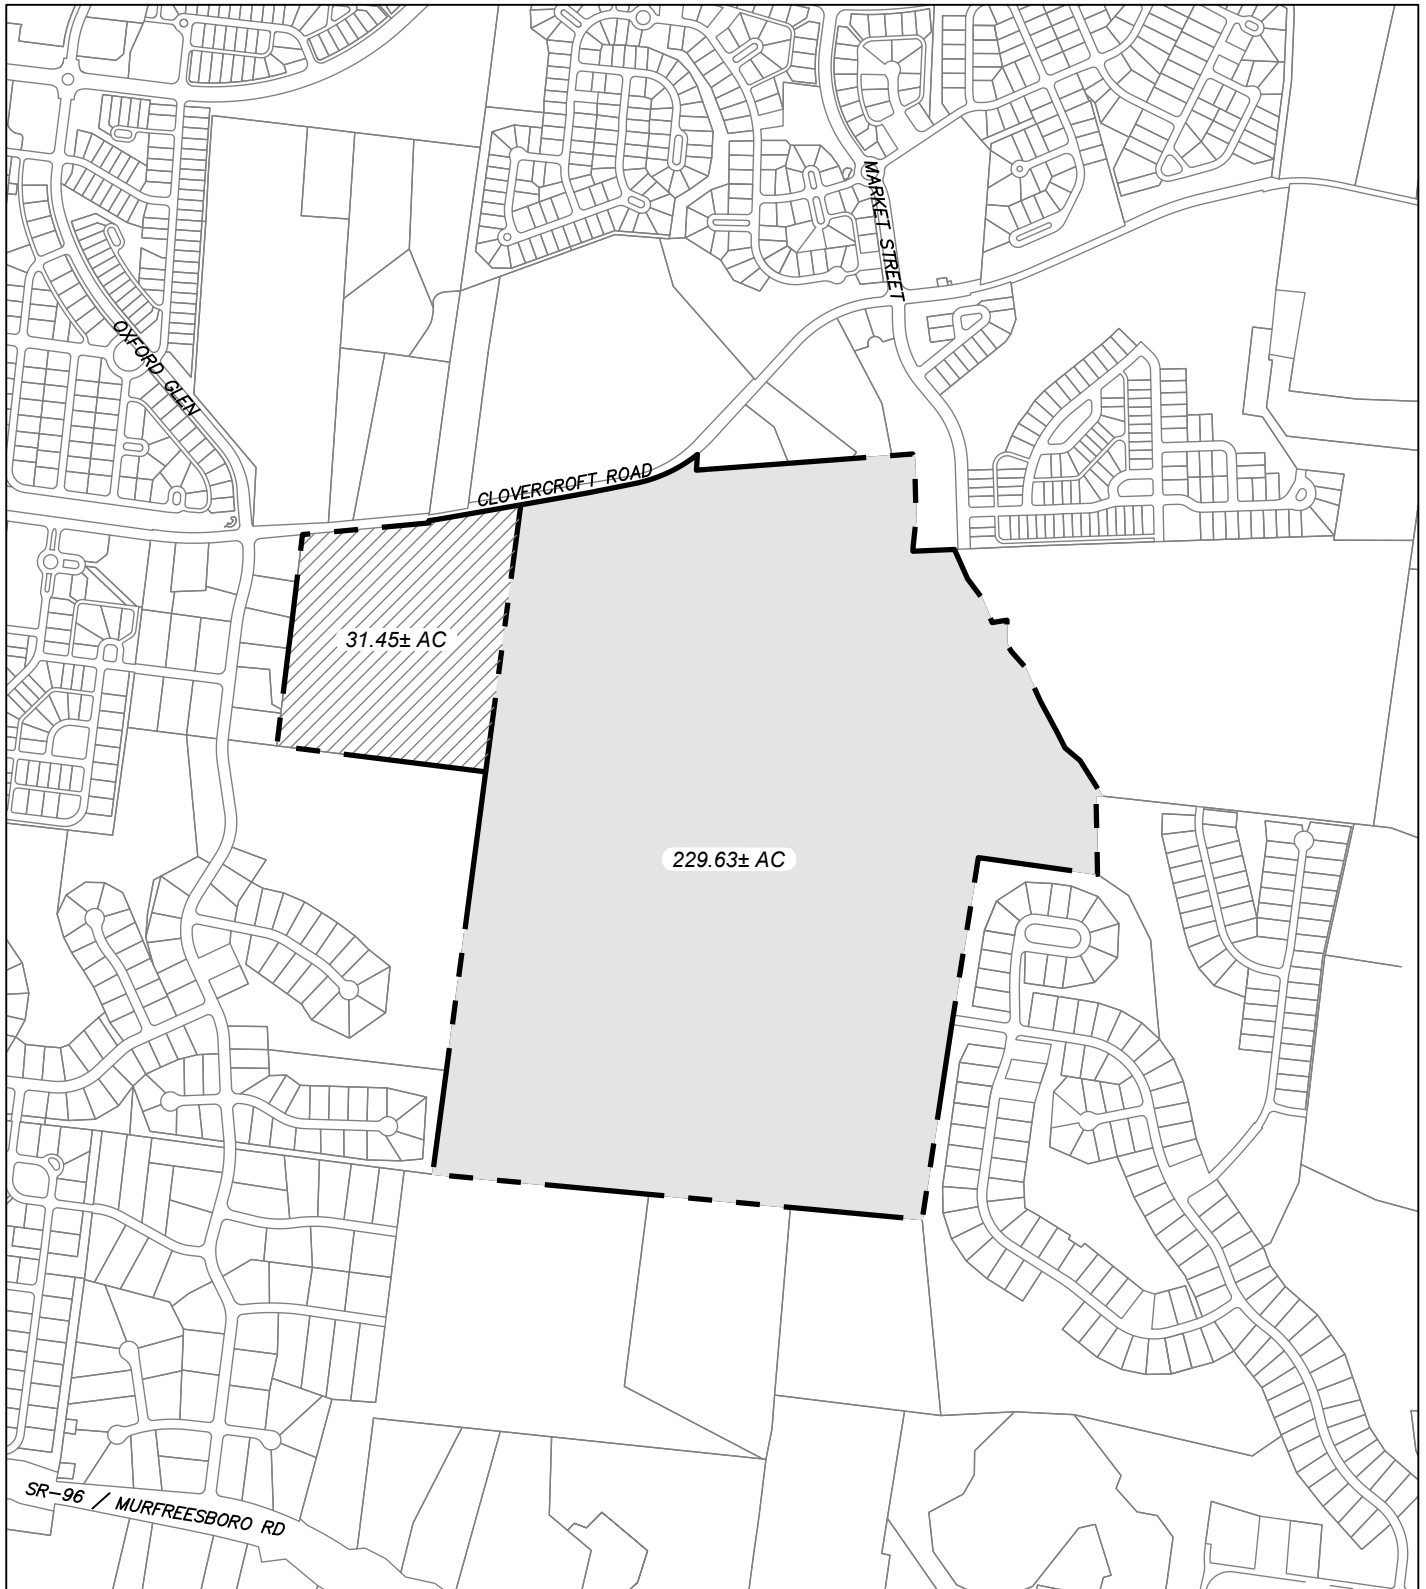 MARKET STREET
OXFORD GLEN
CLOVERCROFT ROAD
31.45± AC
229.63± AC
SR-96 / MURFREESBORO RD